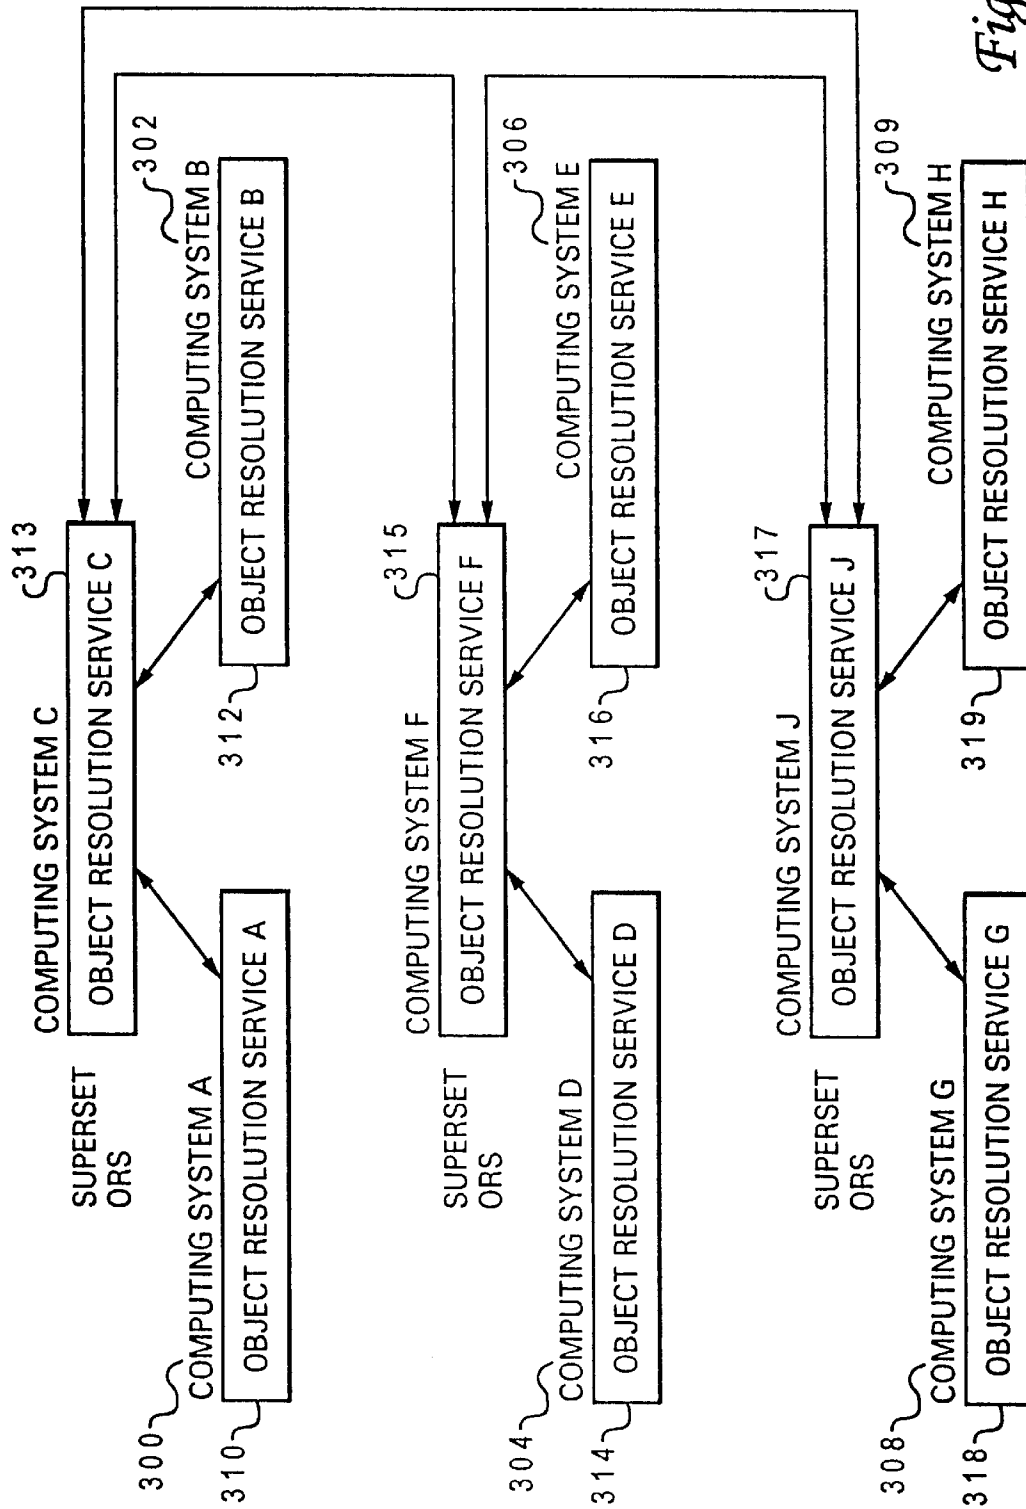 COMPUTING SYSTEM C
313
SUPERSET
ORS
OBJECT RESOLUTION SERVICE C
300
COMPUTING SYSTEM A
302
COMPUTING SYSTEM B
310
OBJECT RESOLUTION SERVICE A
312
OBJECT RESOLUTION SERVICE B
COMPUTING SYSTEM F
315
SUPERSET
ORS
OBJECT RESOLUTION SERVICE F
304
COMPUTING SYSTEM D
306
COMPUTING SYSTEM E
314
OBJECT RESOLUTION SERVICE D
316
OBJECT RESOLUTION SERVICE E
COMPUTING SYSTEM J
317
SUPERSET
ORS
OBJECT RESOLUTION SERVICE J
308
COMPUTING SYSTEM G
309
COMPUTING SYSTEM H
318
OBJECT RESOLUTION SERVICE G
319
OBJECT RESOLUTION SERVICE H
Fig